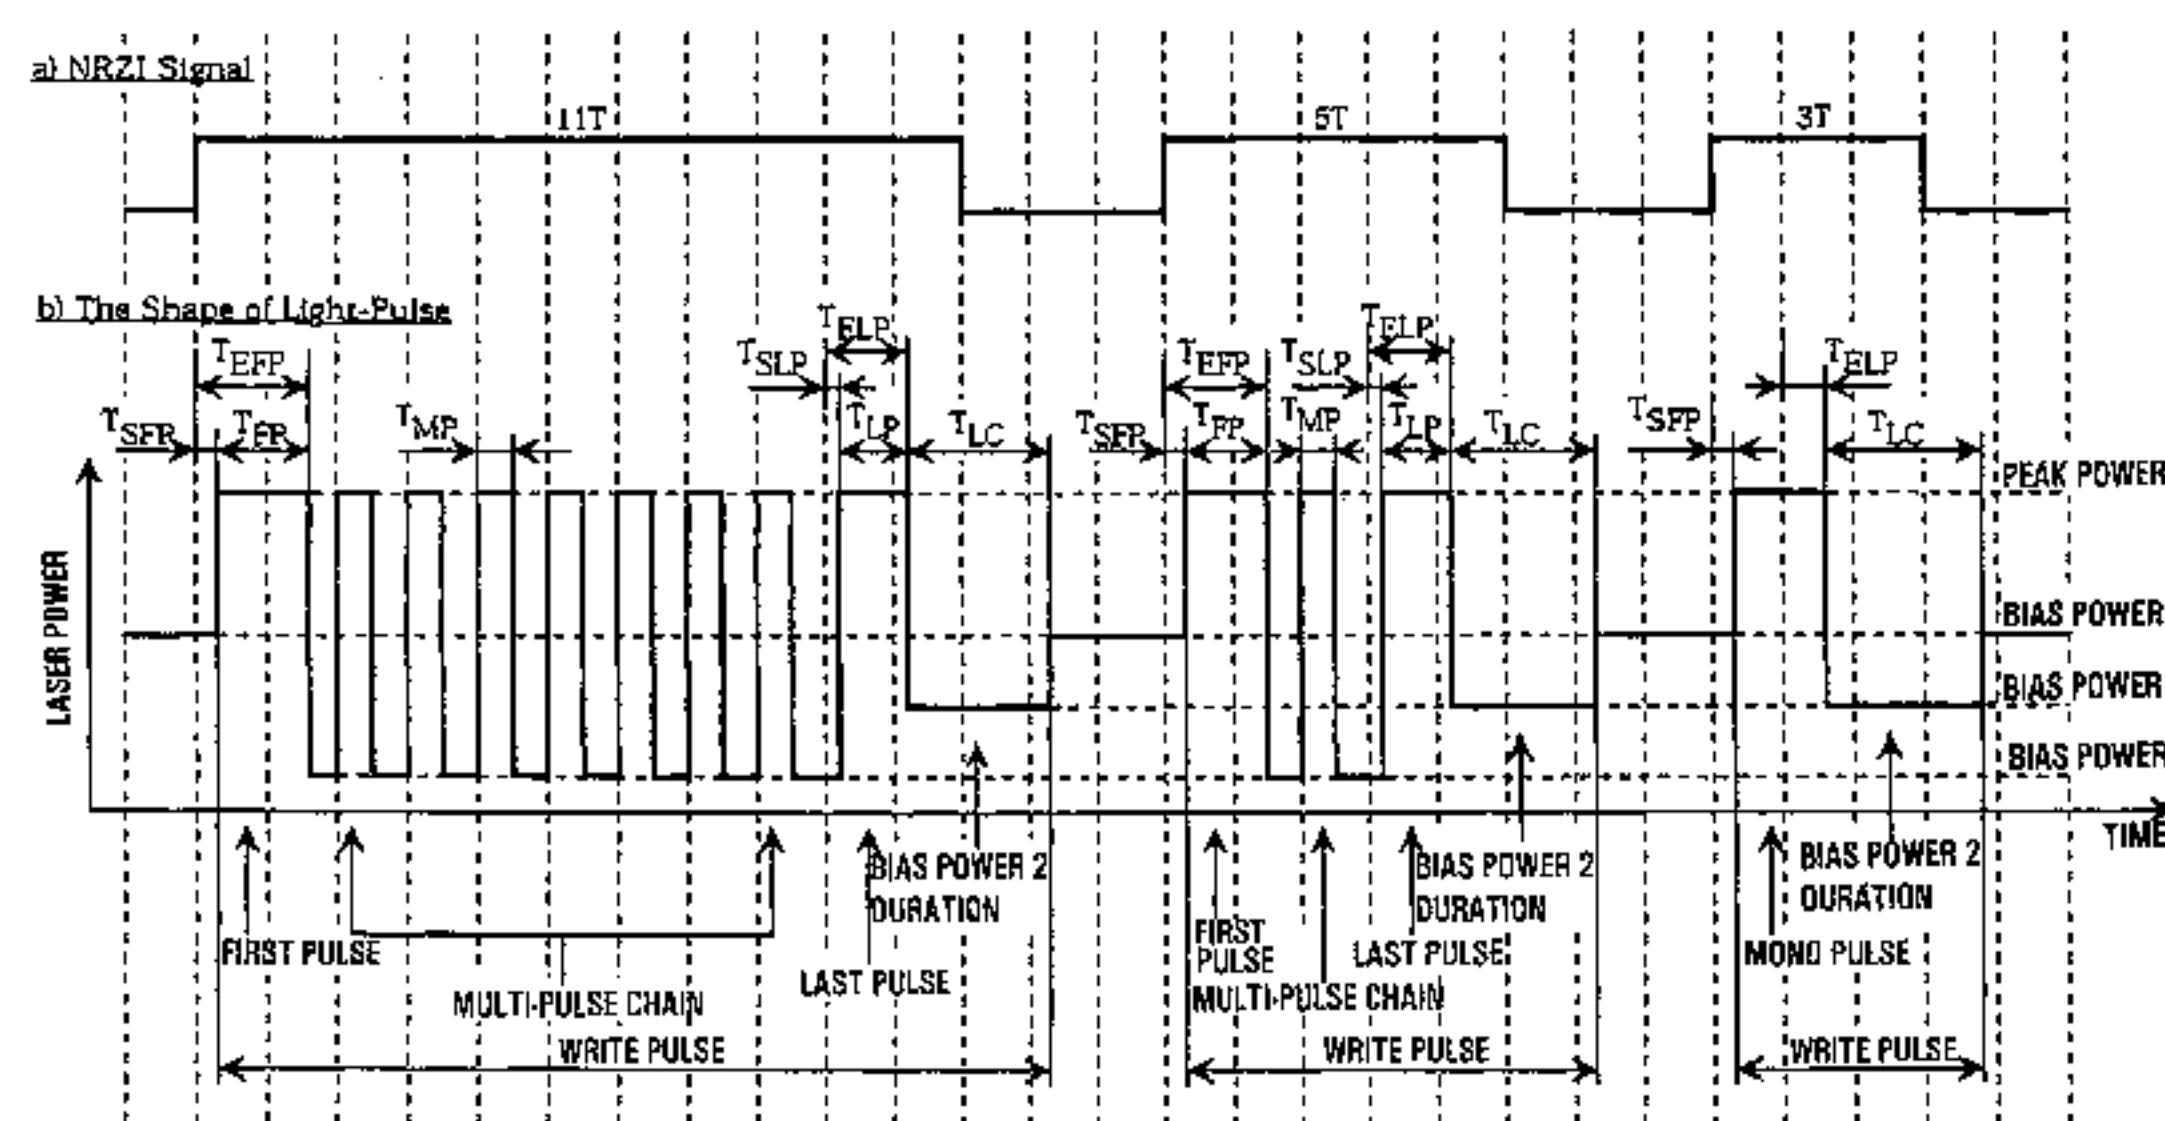 a) NRZI Signal
11T
5T
3T
b) The Shape of Light-Pulse
TELP
TELP
TEFP
TSLP
TEFP
TSLP
TELP
TSFP
TFP
TMP
TLP
TLC
TSFP
TFP
TMP
TLP
TLC
TSFP
TLC
PEAK POWER
BIAS POWER
BIAS POWER
BIAS POWER
LASER POWER
TIME
BIAS POWER 2
DURATION
BIAS POWER 2
DURATION
BIAS POWER 2
DURATION
FIRST PULSE
FIRST
PULSE
LAST PULSE
MONO PULSE
LAST PULSE
MULTI-PULSE CHAIN
MULTI-PULSE CHAIN
WRITE PULSE
WRITE PULSE
WRITE PULSE